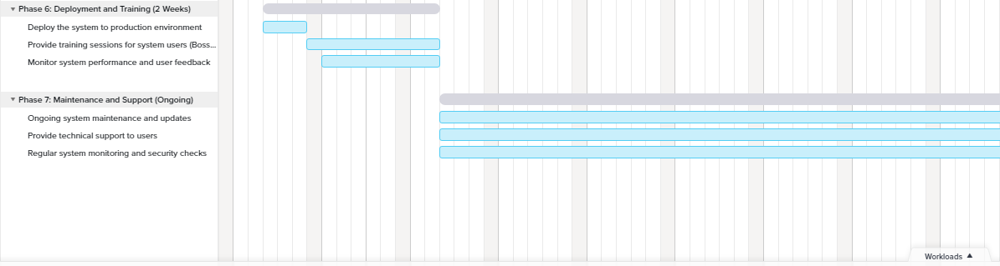 Phase 6: Deployment and Training (2 Weeks)
Deploy the system to production environment
Provide training sessions for system users (Boss...
Monitor system performance and user feedback
Phase 7: Maintenance and Support (Ongoing)
Ongoing system maintenance and updates
Provide technical support to users
Regular system monitoring and security checks
Workloads